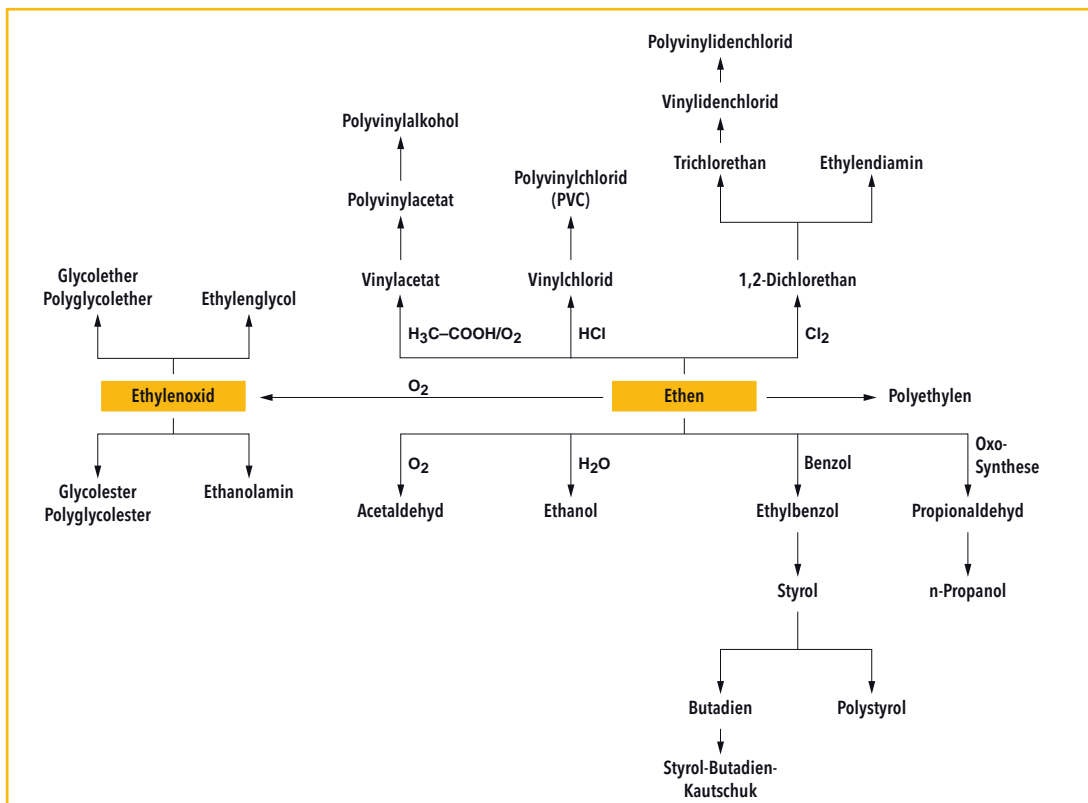 Polyvinylidenchlorid
Vinylidenchlorid
Polyvinylalkohol
Trichlorethan
Ethylendiamin
Polyvinylchlorid
(PVC)
Polyvinylacetat
Glycolether
Polyglycolether
Ethylenglycol
Vinylacetat
Vinylchlorid
1,2-Dichlorethan
H3C–COOH/O2
HCl
Cl2
Ethylenoxid
O2
Ethen
Polyethylen
O2
H2O
Benzol
Oxo-
Synthese
Glycolester
Polyglycolester
Ethanolamin
Acetaldehyd
Ethanol
Ethylbenzol
Propionaldehyd
Styrol
n-Propanol
Butadien
Polystyrol
Styrol-Butadien-
Kautschuk